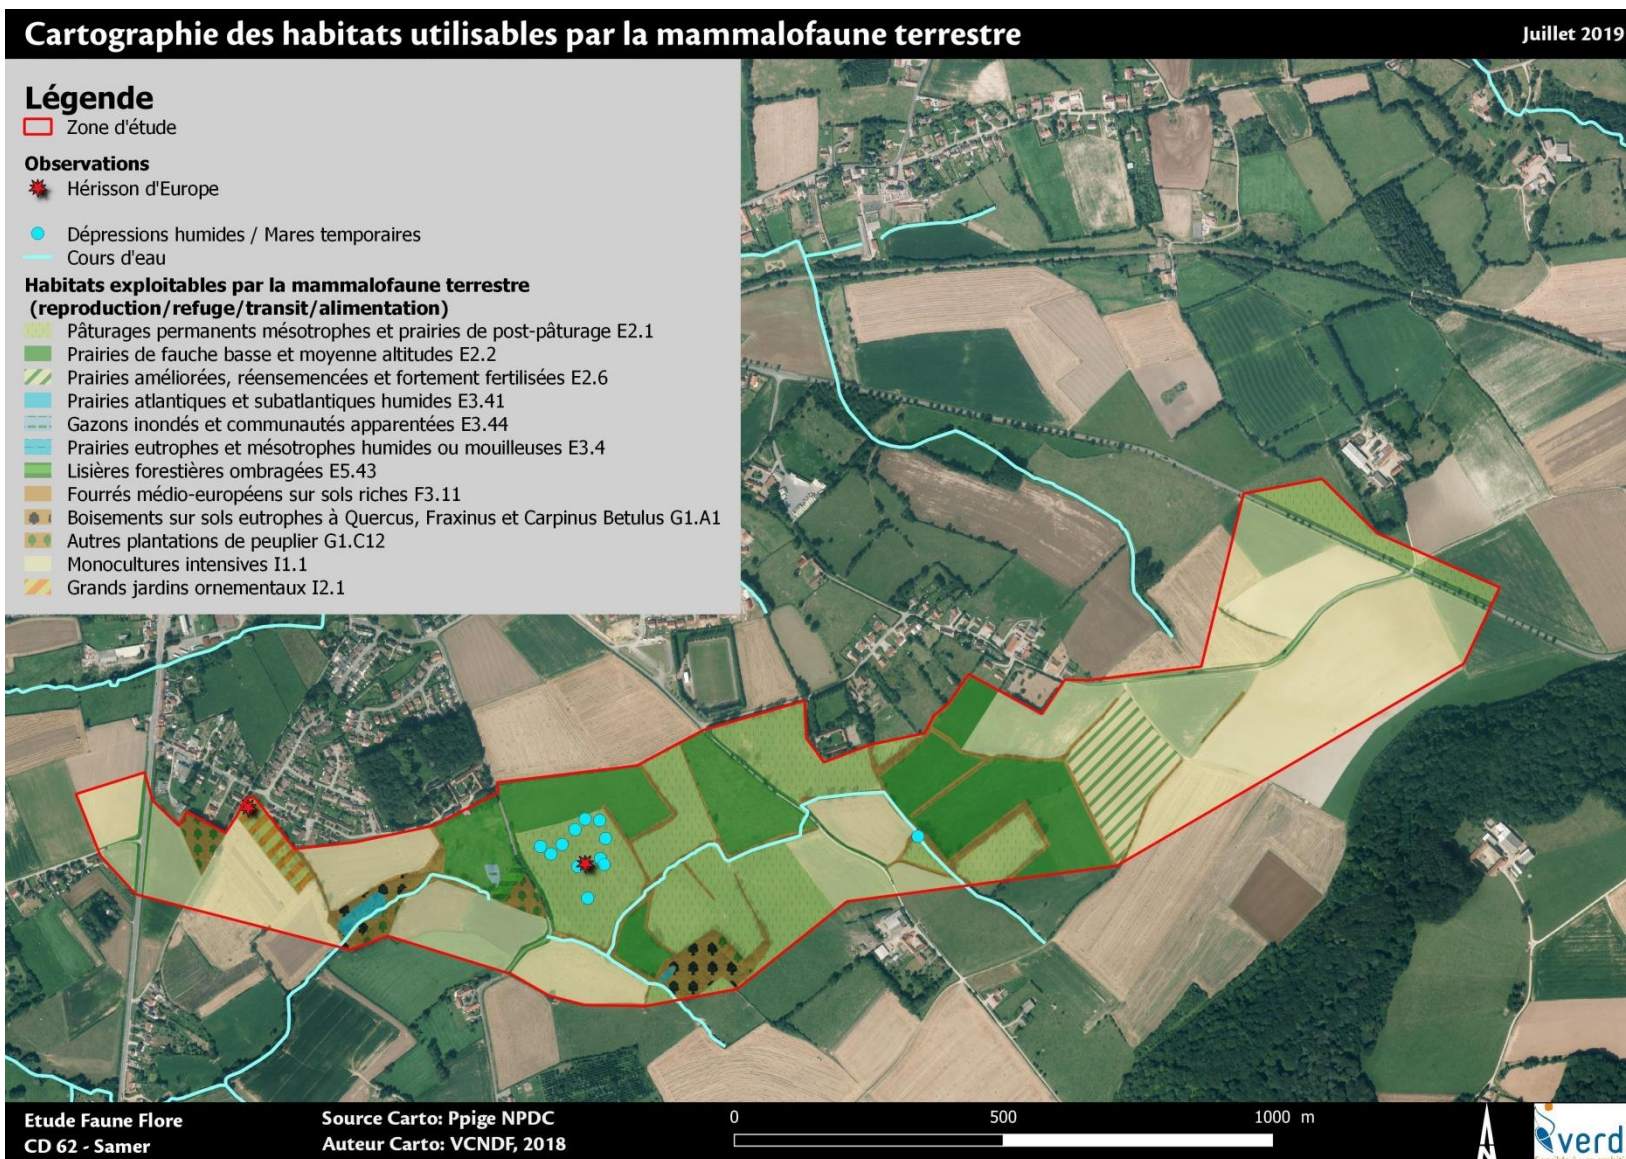 Cartographie des habitats utilisables par la mammalofaune terrestre
Juillet 2019
Légende
Zone d'étude
Observations
Hérisson d'Europe
Dépressions humides / Mares temporaires
Cours d'eau
Habitats exploitables par la mammalofaune terrestre
(reproduction/refuge/transit/alimentation)
Pâturages permanents mésotrophes et prairies de post-pâturage E2.1
Prairies de fauche basse et moyenne altitudes E2.2
Prairies améliorées, réensemencées et fortement fertilisées E2.6
Prairies atlantiques et subatlantiques humides E3.41
Gazons inondés et communautés apparentées E3.44
Prairies eutrophes et mésotrophes humides ou mouilleuses E3.4
Lisières forestières ombragées E5.43
Fourrés médio-européens sur sols riches F3.11
Boisements sur sols eutrophes à Quercus, Fraxinus et Carpinus Betulus G1.A1
Autres plantations de peuplier G1.C12
Monocultures intensives I1.1
Grands jardins ornementaux I2.1
Etude Faune Flore
CD 62 - Samer
Source Carto: Ppige NPDC
Auteur Carto: VCNDF, 2018
0 500 1000 m
N
verd